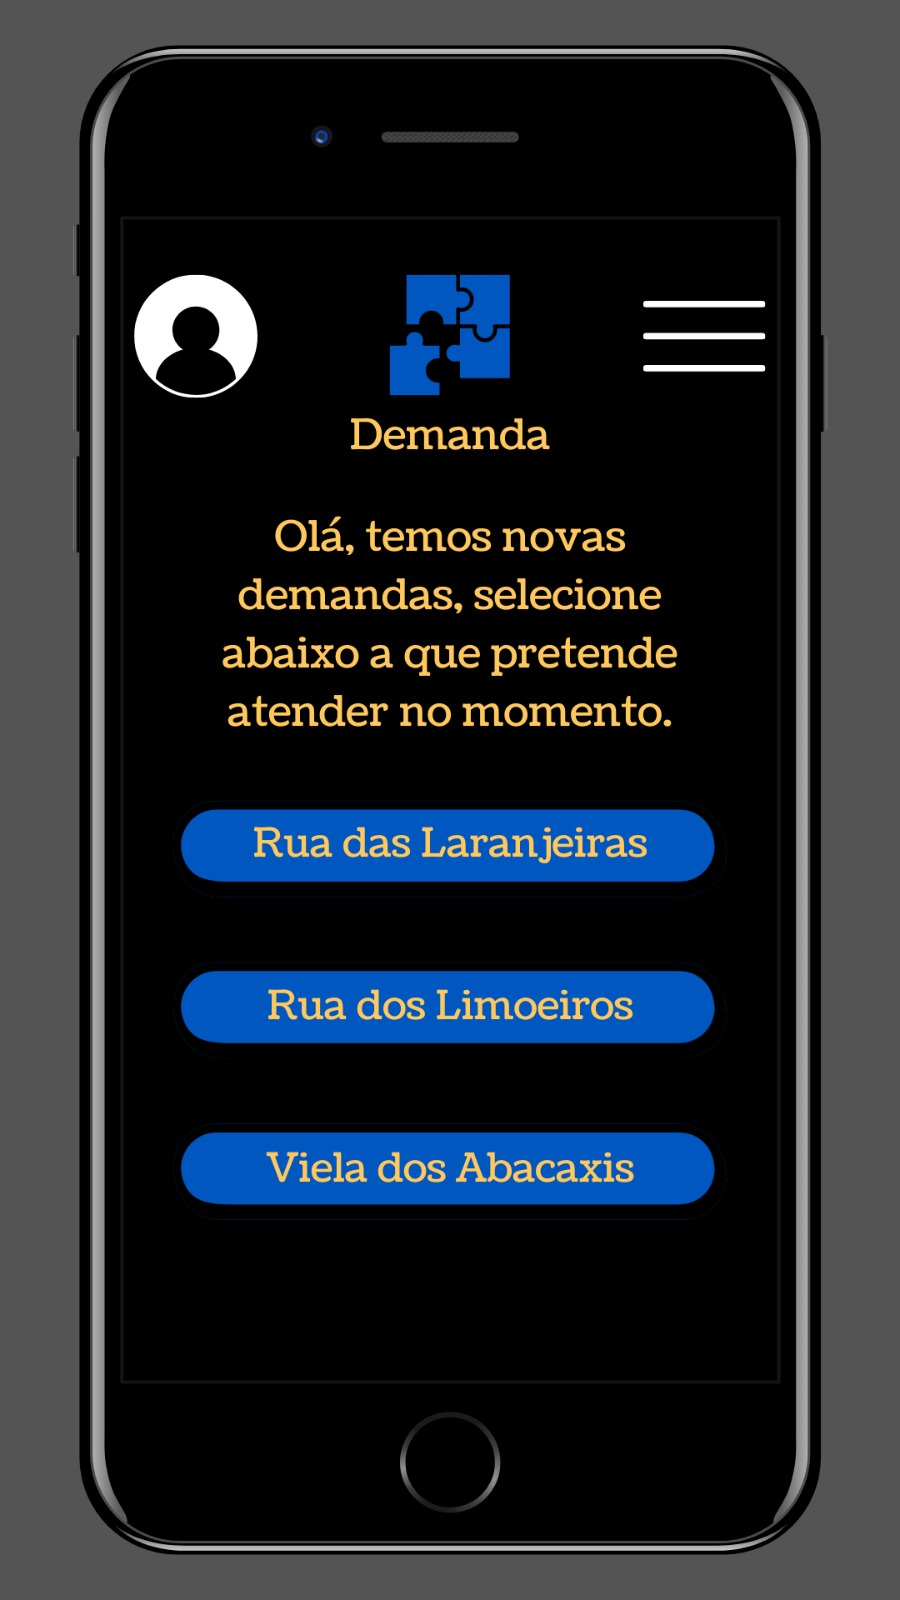 Demanda
Olá, temos novas
demandas, selecione
abaixo a que pretende
atender no momento.
Rua das Laranjeiras
Rua dos Limoeiros
Viela dos Abacaxis